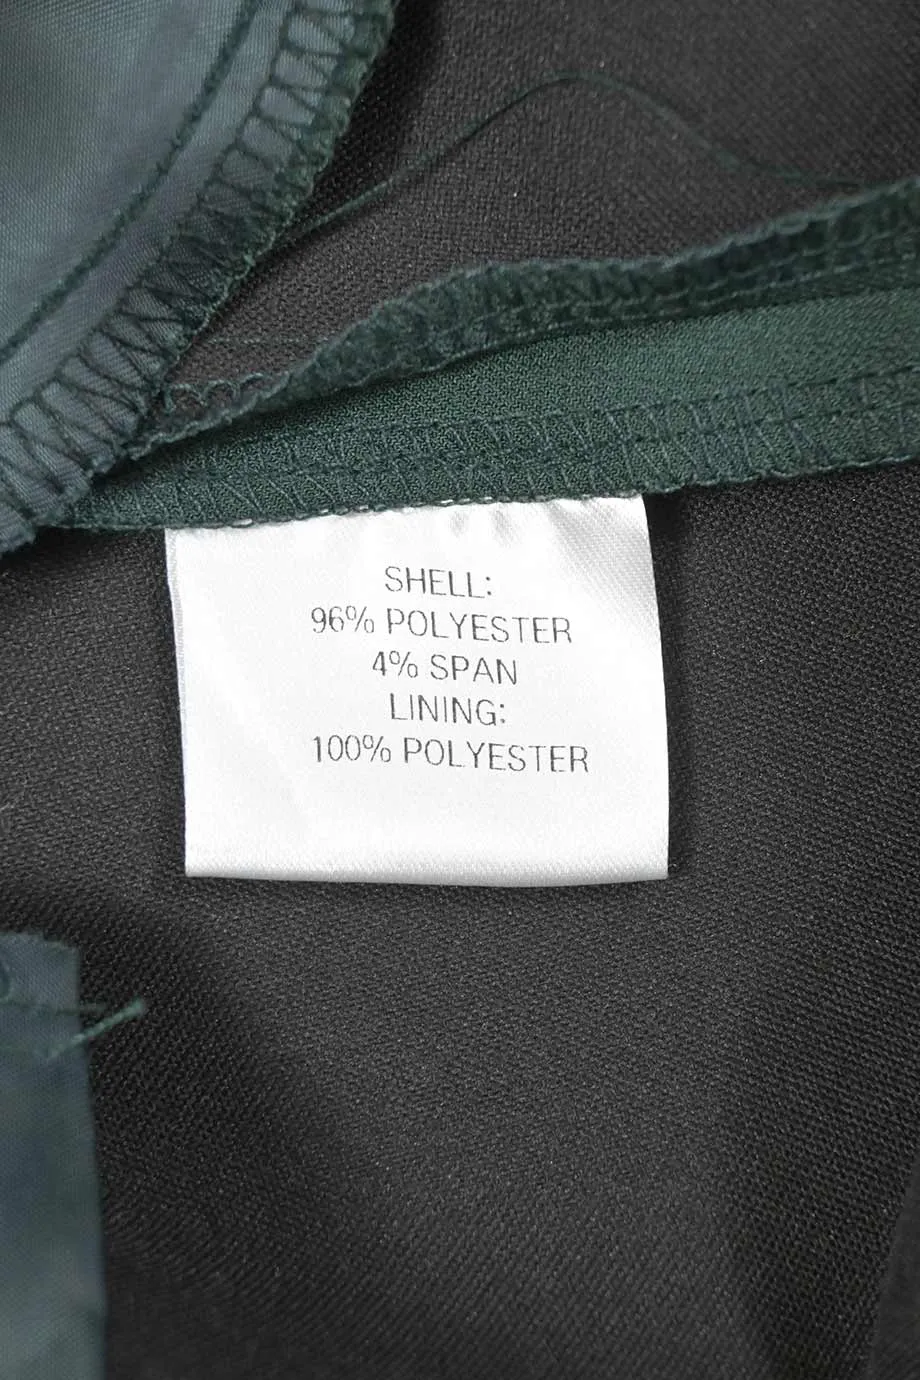 SHELL:
96% POLYESTER
4% SPAN
LINING:
100% POLYESTER